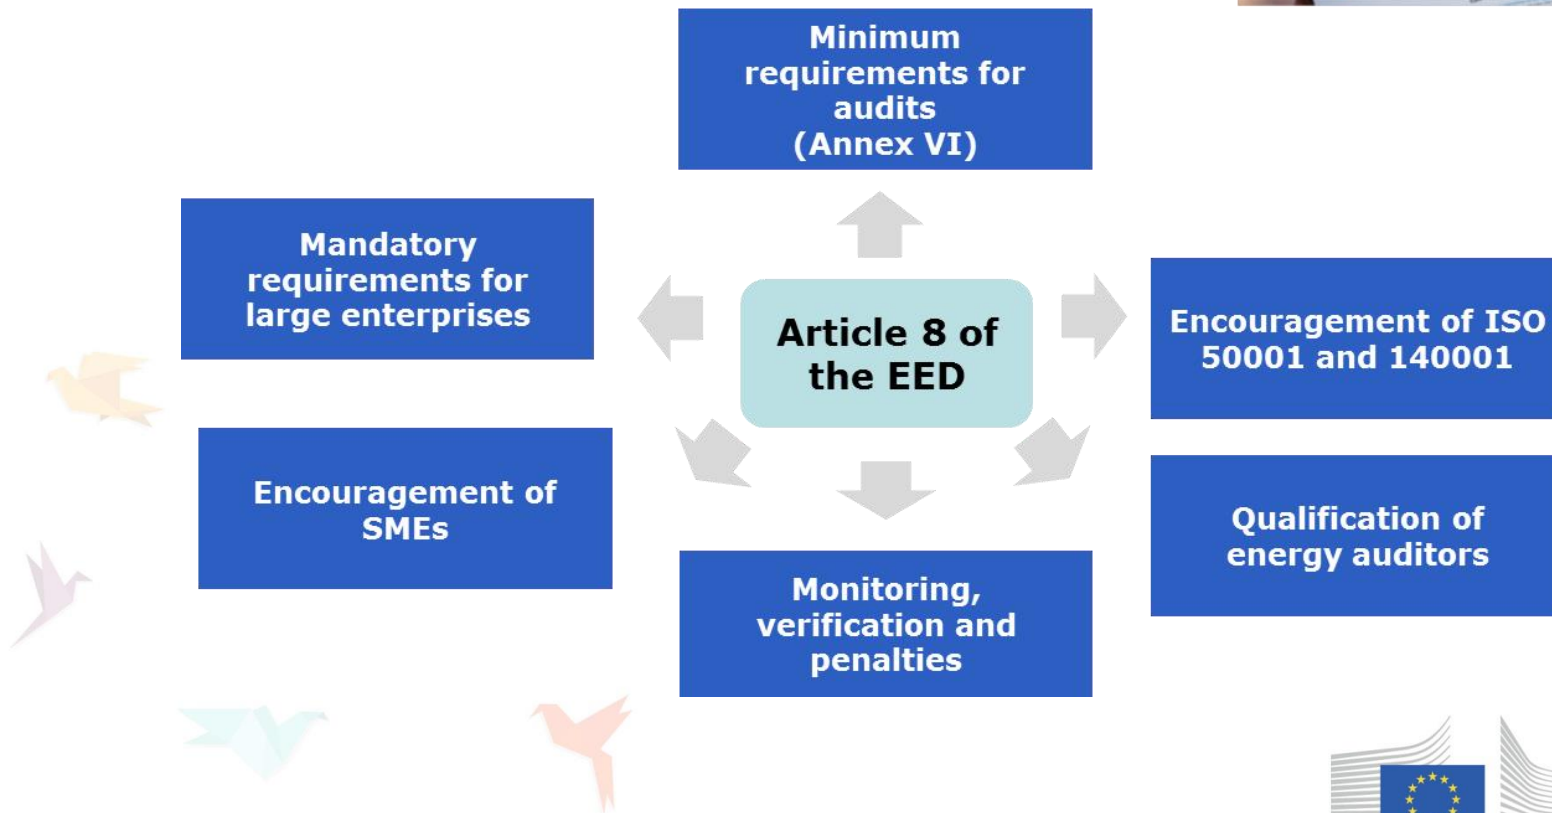 Minimum
requirements for
audits
(Annex VI)
Mandatory
requirements for
large enterprises
Article 8 of
the EED
Encouragement of ISO
50001 and 140001
Encouragement of
SMEs
Qualification of
energy auditors
Monitoring,
verification and
penalties